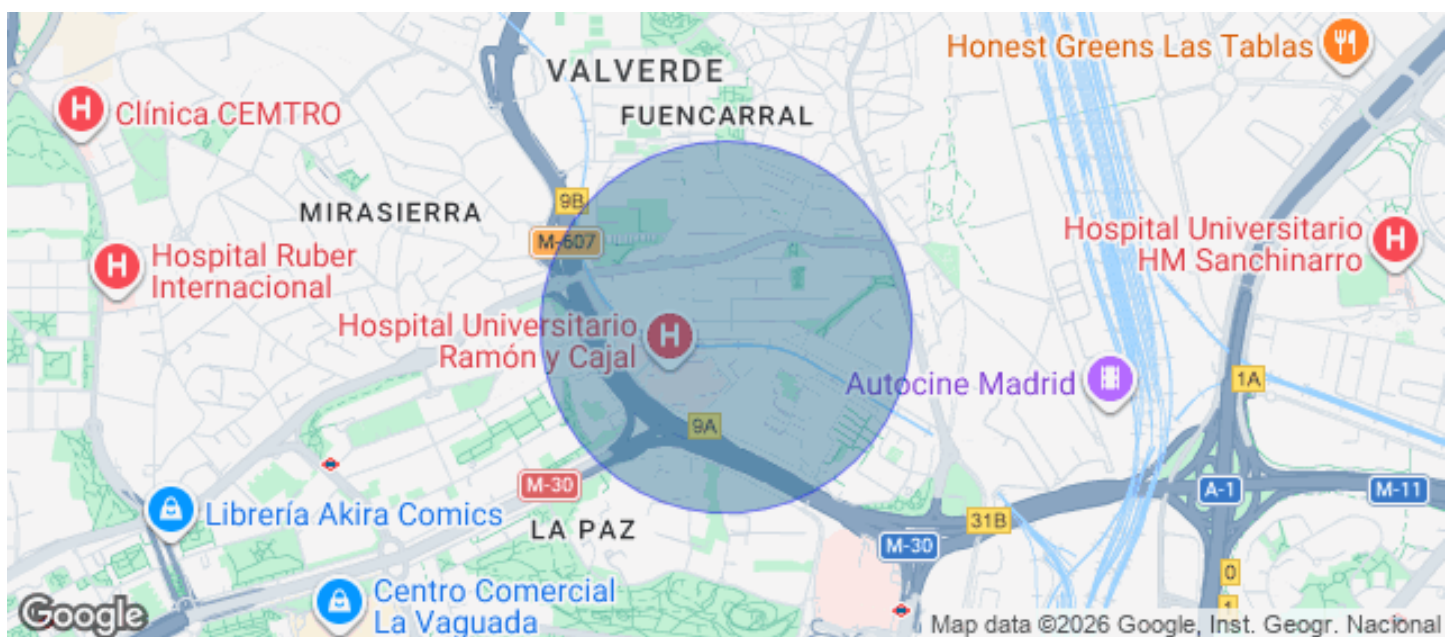 Honest Greens Las Tablas
VALVERDE
Clínica CEMTRO
FUENCARRAL
9B
MIRASIERRA
M-607
Hospital Universitario
HM Sanchinarro
Hospital Ruber
Internacional
Hospital Universitario
Ramón y Cajal
Autocine Madrid
1A
9A
M-30
A-1
M-11
Librería Akira Comics
LA PAZ
31B
M-30
0
1
Centro Comercial
La Vaguada
Google
Map data ©2026 Google, Inst. Geogr. Nacional